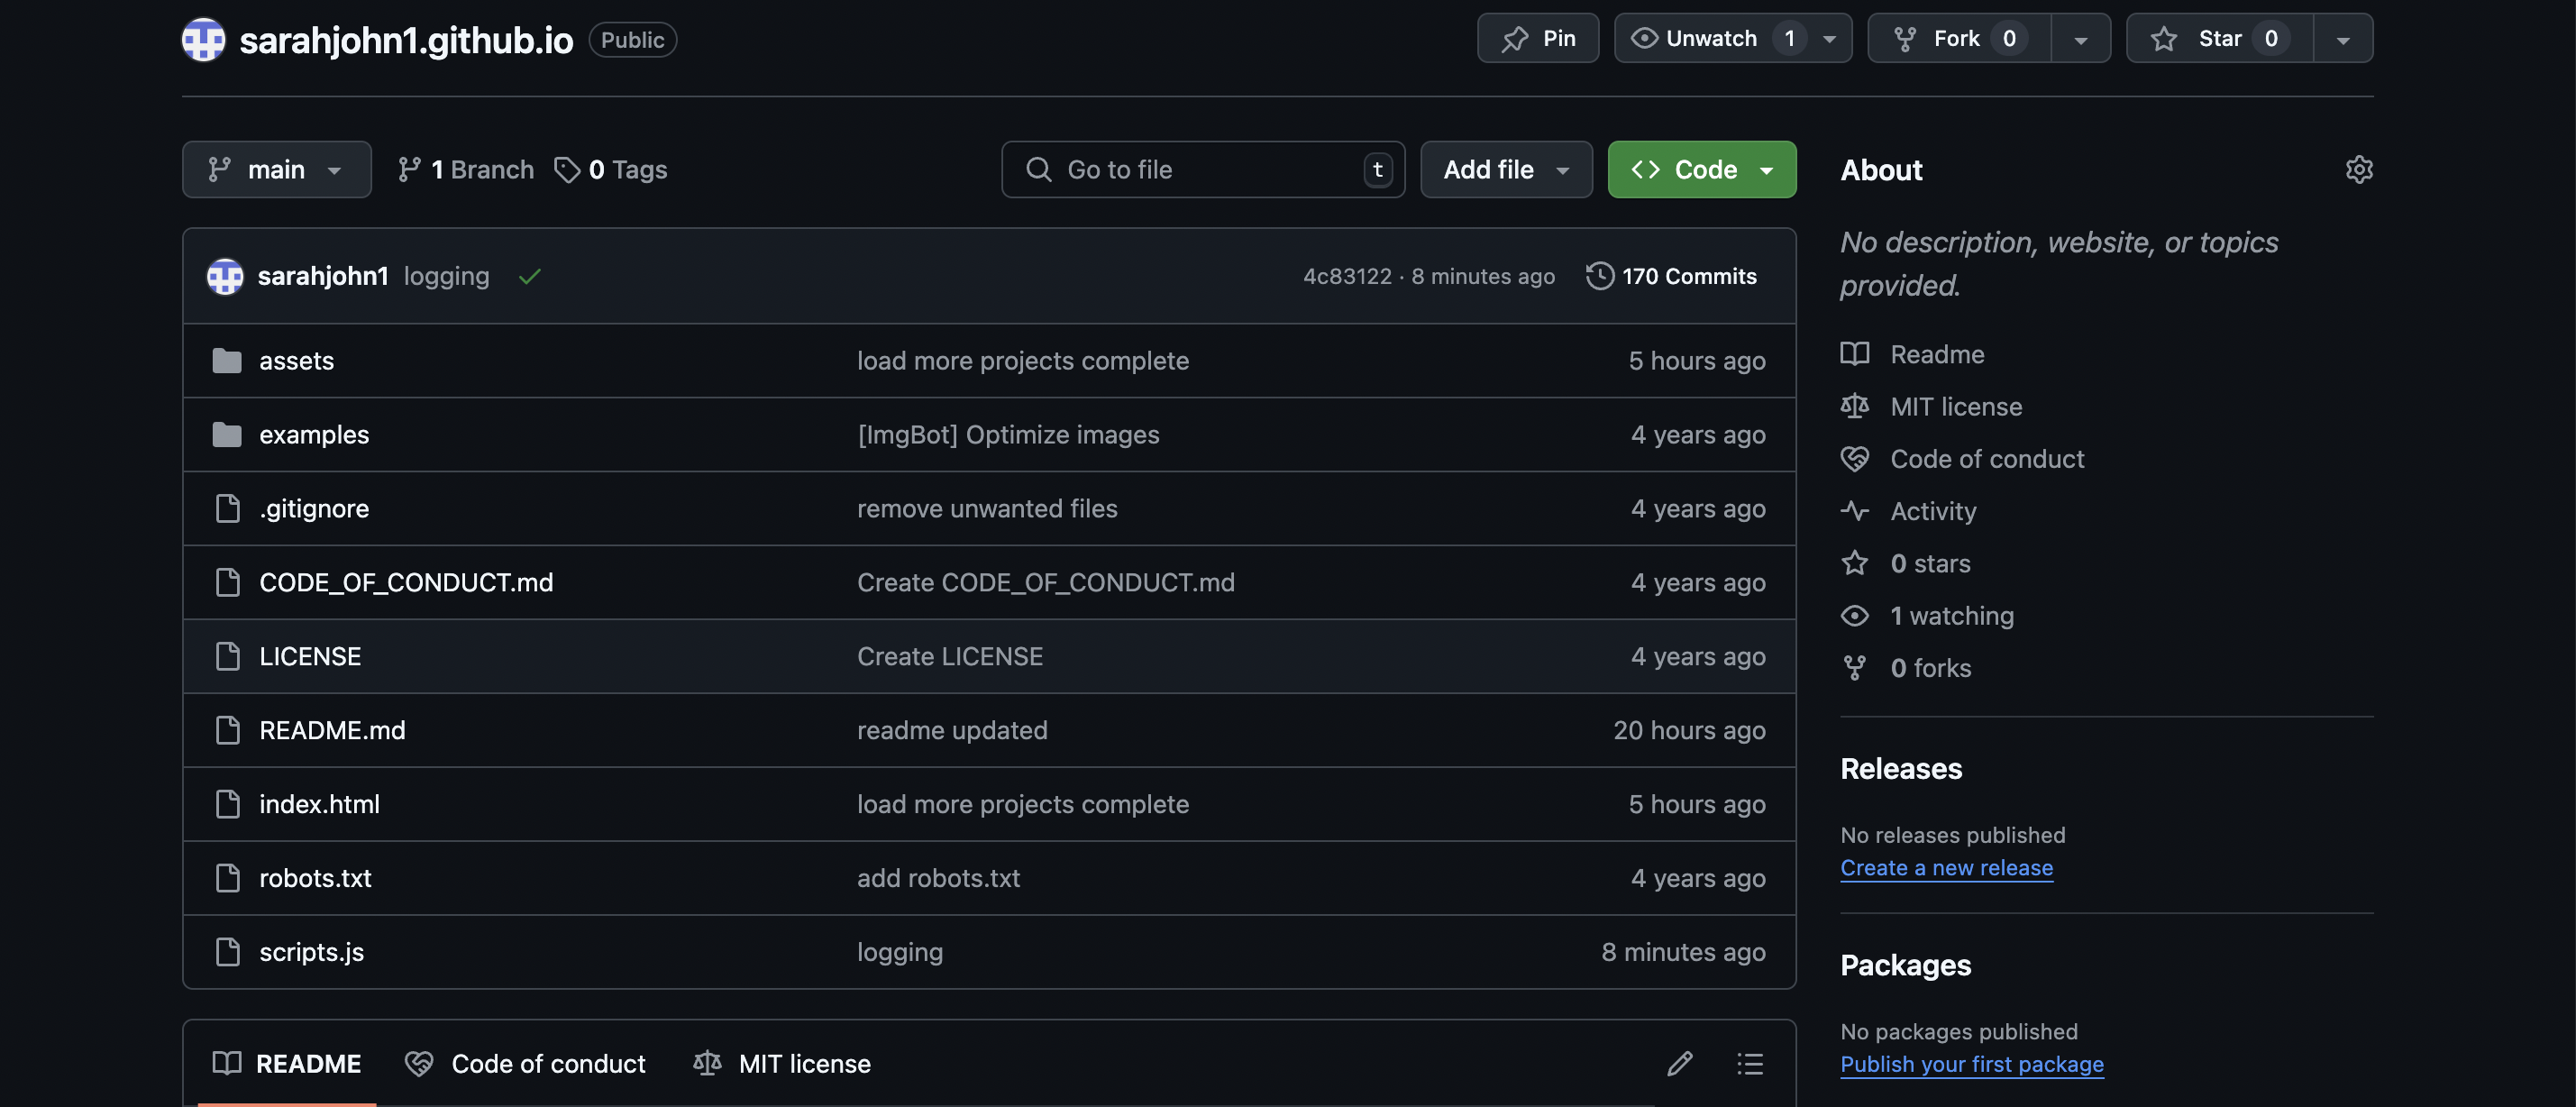 sarahjohn1.github.io Public Pin Unwatch 1 Fork 0 Star 0
main 1 Branch 0 Tags Go to file t Add file Code
sarahjohn1 logging 4c83122 · 8 minutes ago 170 Commits
assets load more projects complete 5 hours ago
examples [ImgBot] Optimize images 4 years ago
.gitignore remove unwanted files 4 years ago
CODE_OF_CONDUCT.md Create CODE_OF_CONDUCT.md 4 years ago
LICENSE Create LICENSE 4 years ago
README.md readme updated 20 hours ago
index.html load more projects complete 5 hours ago
robots.txt add robots.txt 4 years ago
scripts.js logging 8 minutes ago
README Code of conduct MIT license
About
No description, website, or topics
provided.
Readme
MIT license
Code of conduct
Activity
0 stars
1 watching
0 forks
Releases
No releases published
Create a new release
Packages
No packages published
Publish your first package